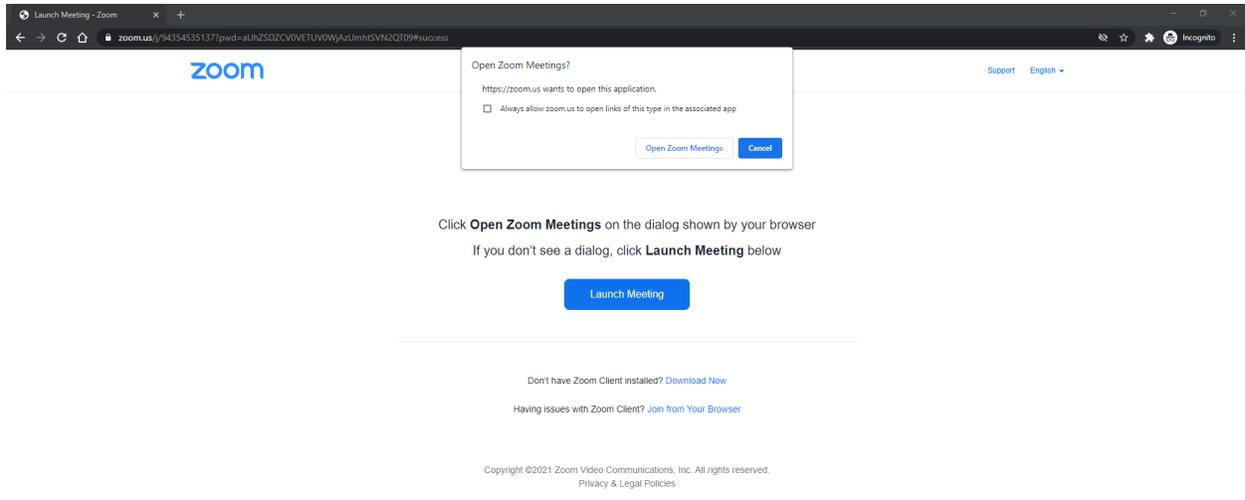 Launch Meeting - Zoom
zoom.us/j/94354535137?pwd=aUhZSDZCV0VETUV0WjAzUmhtSVN2QT09#success
Incognito
zoom
Support English
Open Zoom Meetings?
https://zoom.us wants to open this application.
Always allow zoom.us to open links of this type in the associated app
Open Zoom Meetings Cancel
Click Open Zoom Meetings on the dialog shown by your browser
If you don't see a dialog, click Launch Meeting below
Launch Meeting
Don't have Zoom Client installed? Download Now
Having issues with Zoom Client? Join from Your Browser
Copyright ©2021 Zoom Video Communications, Inc. All rights reserved.
Privacy & Legal Policies